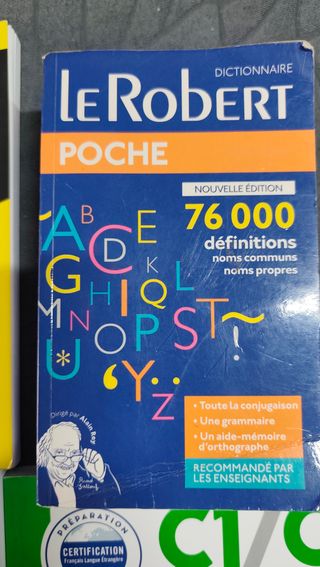 DICTIONNAIRE
LE ROBERT
POCHE
NOUVELLE ÉDITION
76 000
définitions
noms communs
noms propres
A B C D E
G H I K L
M N O P Q S T ~
U * ‘ Ÿ Z !
• Toute la conjugaison
• Une grammaire
• Un aide-mémoire
d'orthographe
RECOMMANDÉ PAR
LES ENSEIGNANTS
Dirigé par Alain Rey
PRÉPARATION
CERTIFICATION
Français Langue Étrangère
C1/C